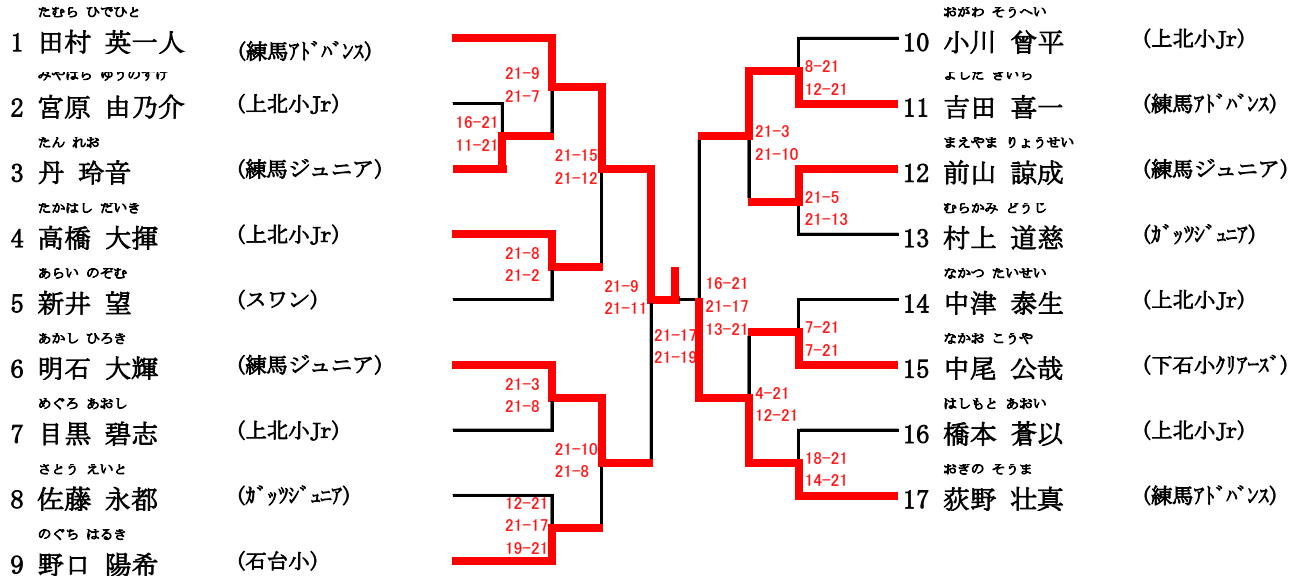 たむら ひでひと
1 田村 英一人 (練馬ｱﾄﾞﾊﾞﾝｽ)
みやはら ゆうのすけ
2 宮原 由乃介 (上北小Jr)
たん れお
3 丹 玲音 (練馬ジュニア)
たかはし だいき
4 高橋 大揮 (上北小Jr)
あらい のぞむ
5 新井 望 (スワン)
あかし ひろき
6 明石 大輝 (練馬ジュニア)
めぐろ あおし
7 目黒 碧志 (上北小Jr)
さとう えいと
8 佐藤 永都 (ｶﾞｯﾂｼﾞｭﾆｱ)
のぐち はるき
9 野口 陽希 (石台小)
21-9
21-7
16-21
11-21
21-15
21-12
21-8
21-2
21-9
21-11
21-3
21-8
21-10
21-8
12-21
21-17
19-21
21-17
21-19
16-21
21-17
13-21
8-21
12-21
21-3
21-10
21-5
21-13
7-21
7-21
4-21
12-21
18-21
14-21
おがわ そうへい
10 小川 曾平 (上北小Jr)
よしだ きいち
11 吉田 喜一 (練馬ｱﾄﾞﾊﾞﾝｽ)
まえやま りょうせい
12 前山 諒成 (練馬ジュニア)
むらかみ どうじ
13 村上 道慈 (ｶﾞｯﾂｼﾞｭﾆｱ)
なかつ たいせい
14 中津 泰生 (上北小Jr)
なかお こうや
15 中尾 公哉 (下石小ｸﾘｱｰｽﾞ)
はしもと あおい
16 橋本 蒼以 (上北小Jr)
おぎの そうま
17 荻野 壮真 (練馬ｱﾄﾞﾊﾞﾝｽ)